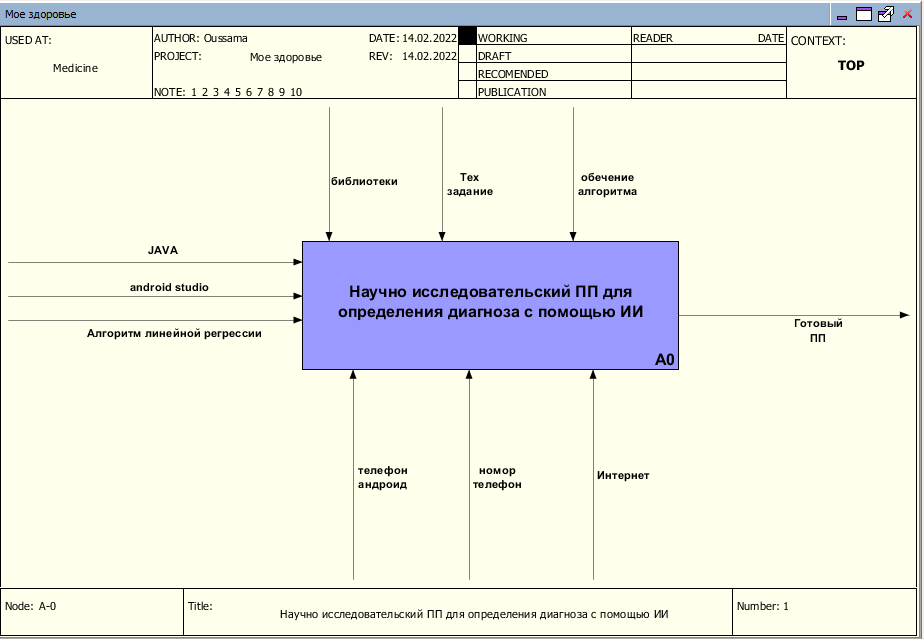 Мое здоровье
USED AT:
Medicine
AUTHOR: Oussama
DATE: 14.02.2022
PROJECT: Мое здоровье
REV: 14.02.2022
NOTE: 1 2 3 4 5 6 7 8 9 10
WORKING
DRAFT
RECOMENDED
PUBLICATION
READER DATE
CONTEXT:
TOP
библиотеки
Тех
задание
обечение
алгоритма
JAVA
android studio
Алгоритм линейной регрессии
Научно исследовательский ПП для
определения диагноза с помощью ИИ
A0
Готовый
ПП
телефон
андроид
номор
телефон
Интернет
Node: A-0
Title:
Научно исследовательский ПП для определения диагноза с помощью ИИ
Number: 1